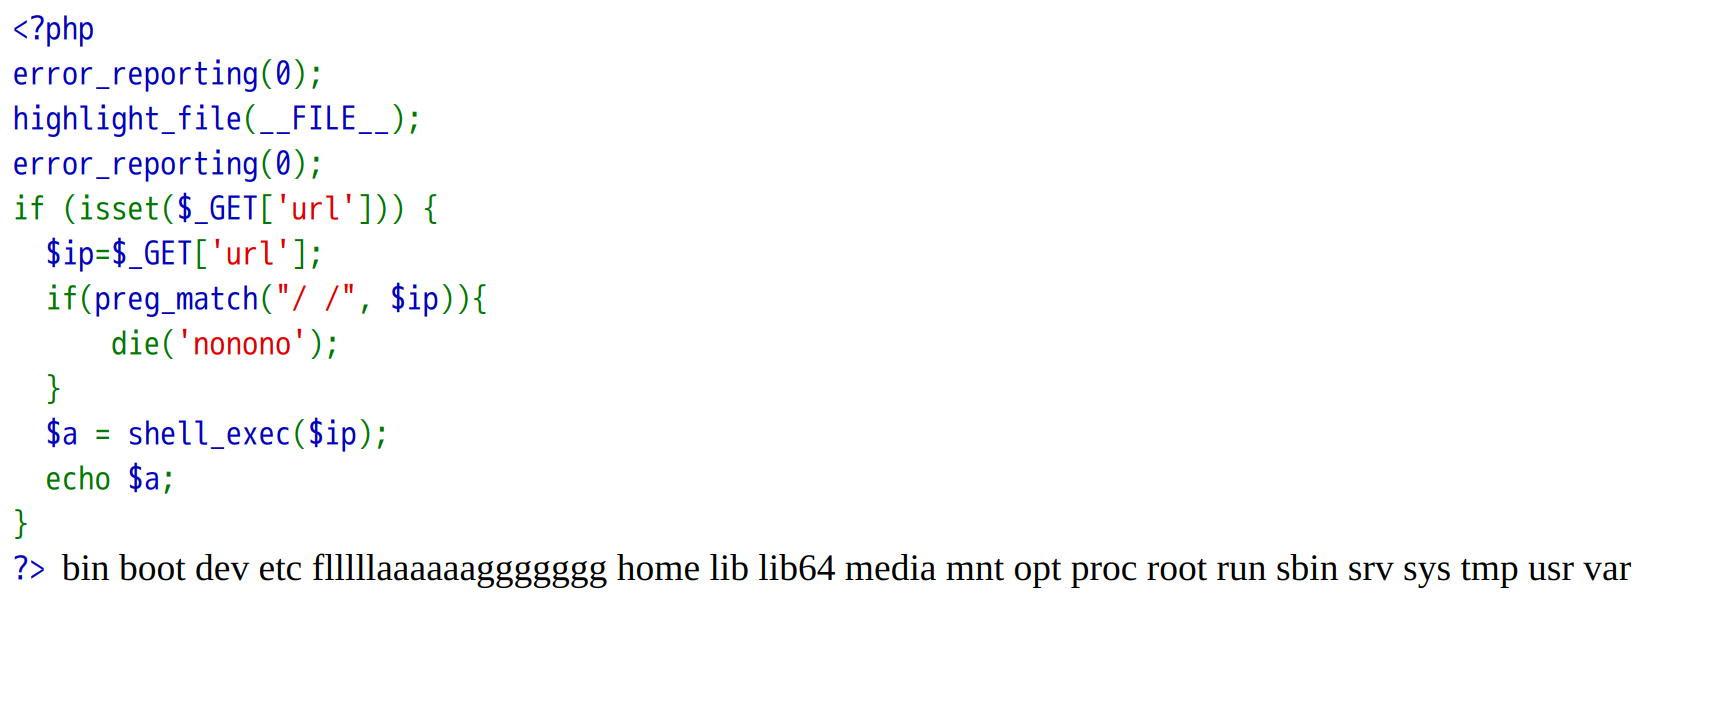 <?php
error_reporting(0);
highlight_file(__FILE__);
error_reporting(0);
if (isset($_GET['url'])) {
  $ip=$_GET['url'];
  if(preg_match("/ /", $ip)){
      die('nonono');
  }
  $a = shell_exec($ip);
  echo $a;
}
?> bin boot dev etc flllllaaaaaaggggggg home lib lib64 media mnt opt proc root run sbin srv sys tmp usr var